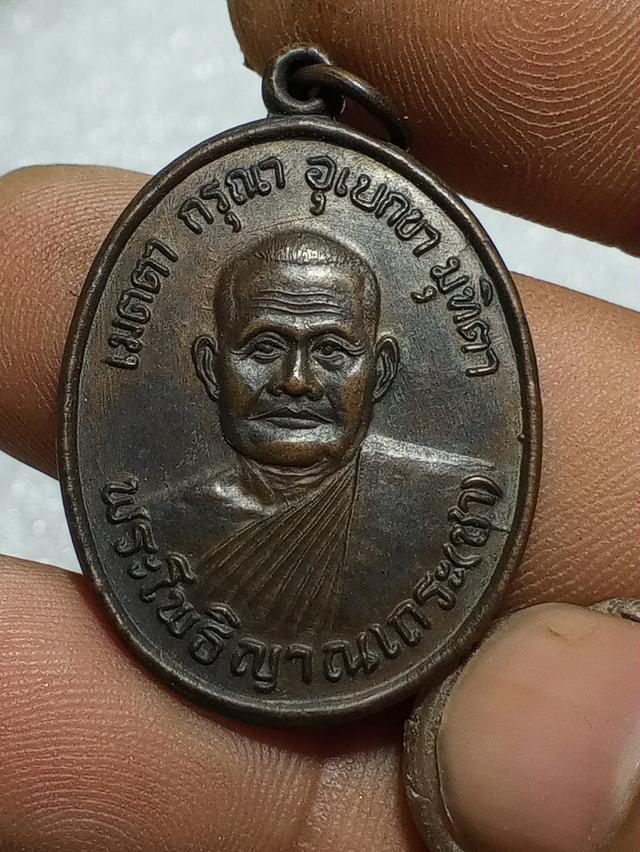 เมตตา กรุณา อุเบกขา มุทิตา
พระโพธิญาณเถระ(ชา)